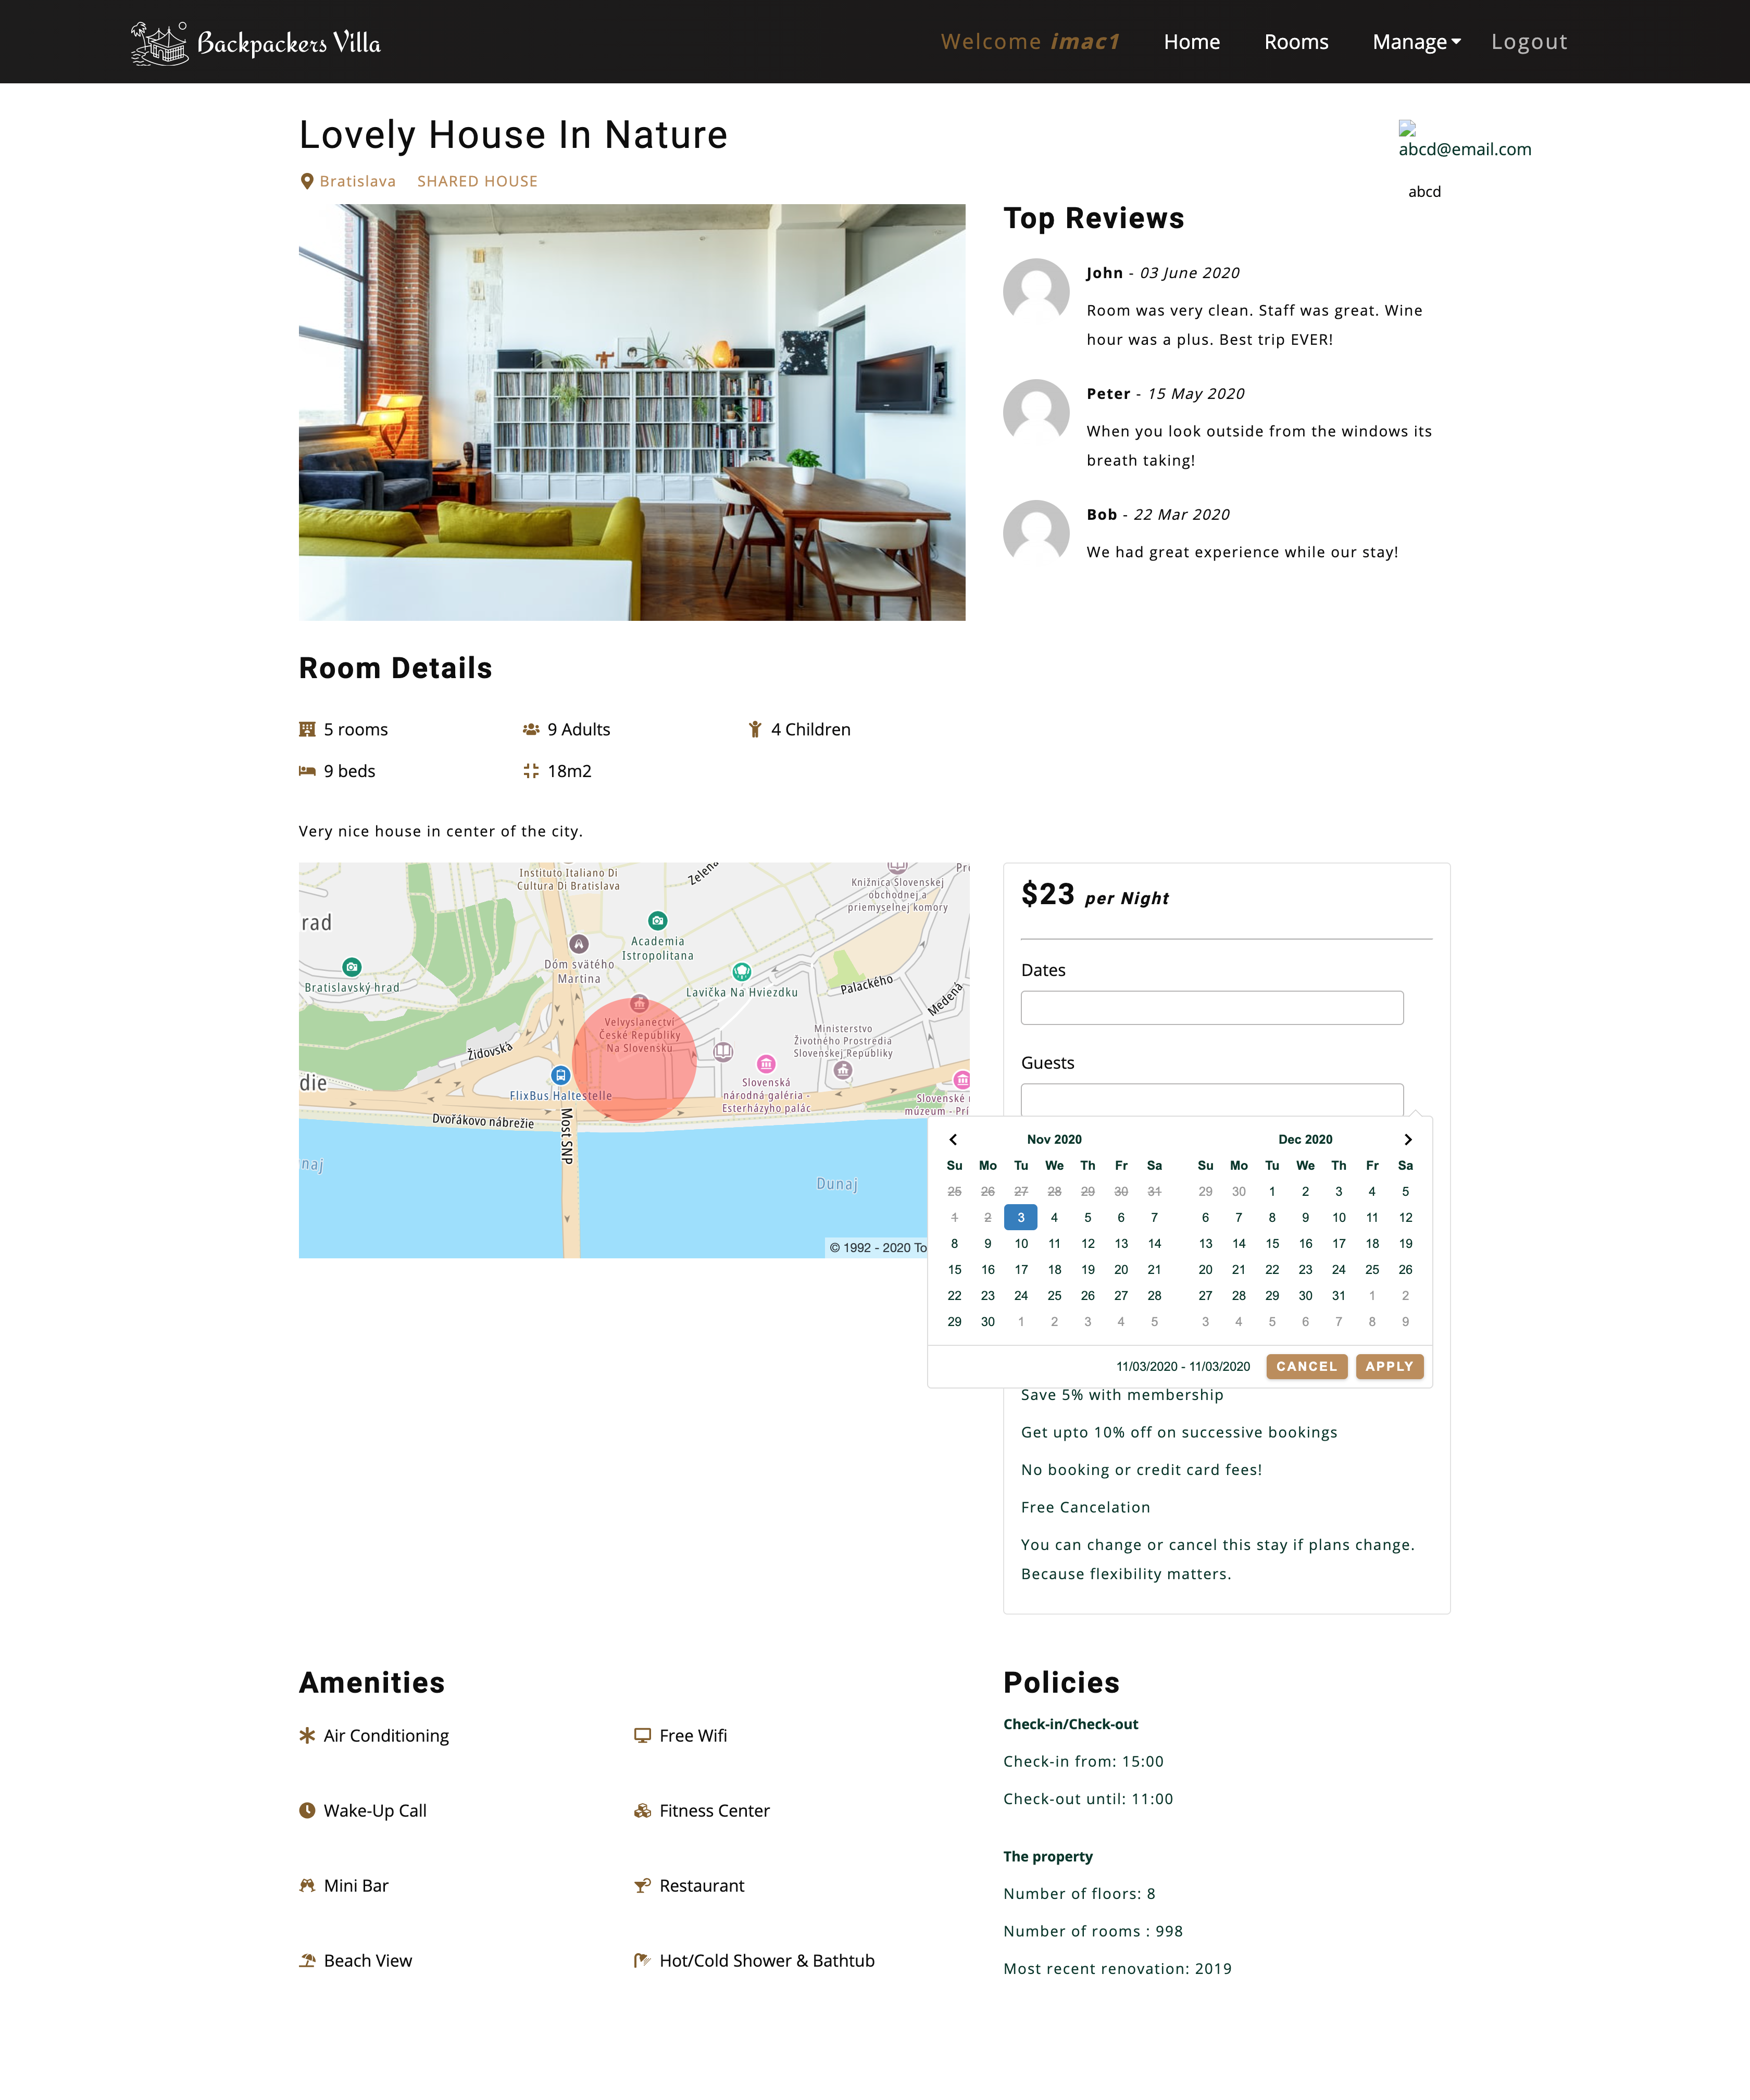 Backpackers Villa
Welcome imac1
Home
Rooms
Manage
Logout
Lovely House In Nature
Bratislava
SHARED HOUSE
abcd@email.com
abcd
Top Reviews
John - 03 June 2020
Room was very clean. Staff was great. Wine
hour was a plus. Best trip EVER!
Peter - 15 May 2020
When you look outside from the windows its
breath taking!
Bob - 22 Mar 2020
We had great experience while our stay!
Room Details
5 rooms
9 Adults
4 Children
9 beds
18m2
Very nice house in center of the city.
Instituto Italiano Di
Cultura Di Bratislava
Zelená
Knižnica Slovenskej
obchodnej a
priemyselnej komory
rad
Academia
Istropolitana
Dóm svätého
Martina
Bratislavský hrad
Lavička Na Hviezdku
Palackého
Medená
Velvyslanectví
České Republiky
Na Slovensku
Ministerstvo
Životného Prostredia
Slovenskej Republiky
Židovská
die
FlixBus Haltestelle
Slovenská
národná galéria -
Esterházyho palác
Slovenské
múzeum - Prí
Dvořákovo nábrežie
Most SNP
naj
Dunaj
© 1992 - 2020 To
$23 per Night
Dates
Guests
Nov 2020
Su Mo Tu We Th Fr Sa
25 26 27 28 29 30 31
1 2 3 4 5 6 7
8 9 10 11 12 13 14
15 16 17 18 19 20 21
22 23 24 25 26 27 28
29 30 1 2 3 4 5
Dec 2020
Su Mo Tu We Th Fr Sa
29 30 1 2 3 4 5
6 7 8 9 10 11 12
13 14 15 16 17 18 19
20 21 22 23 24 25 26
27 28 29 30 31 1 2
3 4 5 6 7 8 9
11/03/2020 - 11/03/2020
CANCEL
APPLY
Save 5% with membership
Get upto 10% off on successive bookings
No booking or credit card fees!
Free Cancelation
You can change or cancel this stay if plans change.
Because flexibility matters.
Amenities
Air Conditioning
Free Wifi
Wake-Up Call
Fitness Center
Mini Bar
Restaurant
Beach View
Hot/Cold Shower & Bathtub
Policies
Check-in/Check-out
Check-in from: 15:00
Check-out until: 11:00
The property
Number of floors: 8
Number of rooms : 998
Most recent renovation: 2019